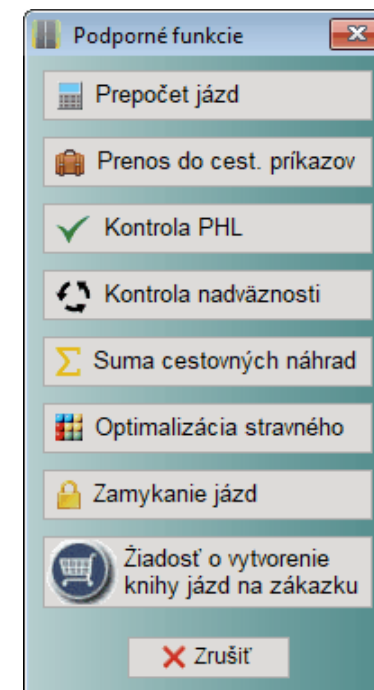 Podporné funkcie
Prepočet jázd
Prenos do cest. príkazov
Kontrola PHL
Kontrola nadväznosti
Suma cestovných náhrad
Optimalizácia stravného
Zamykanie jázd
Žiadosť o vytvorenie
knihy jázd na zákazku
Zrušiť